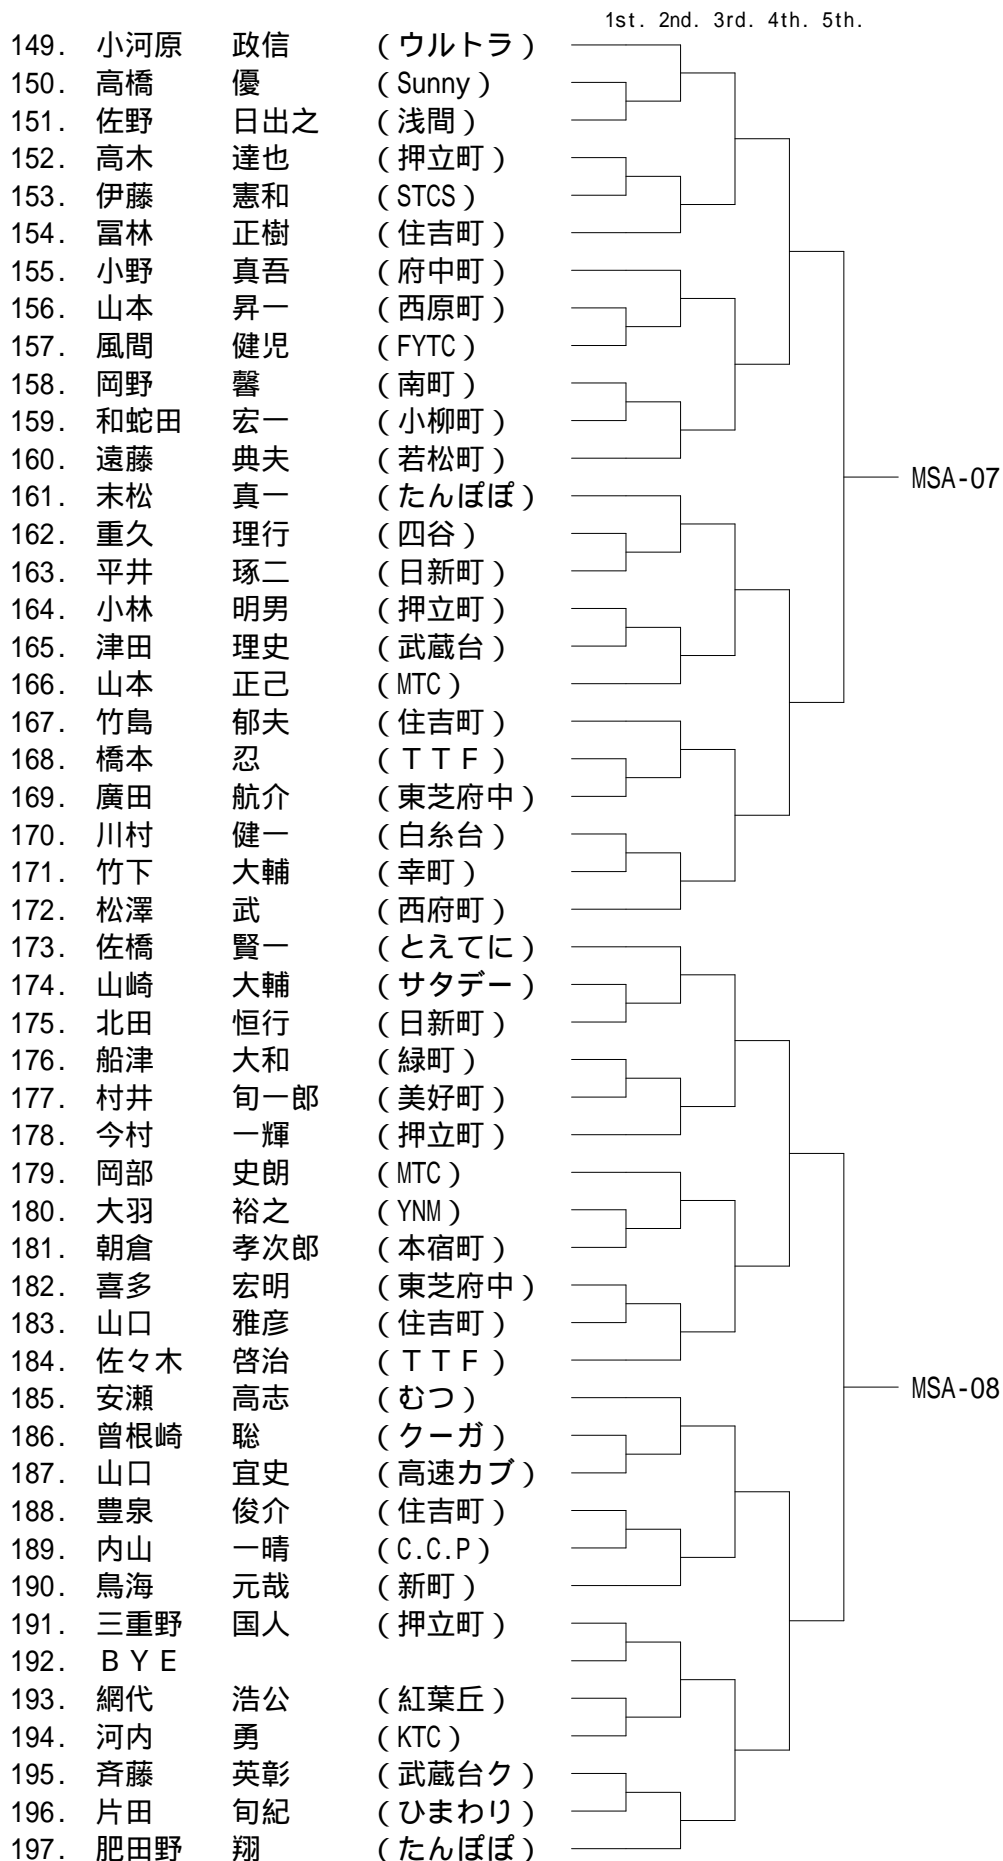 1st. 2nd. 3rd. 4th. 5th.
149. 小河原 政信 (ウルトラ)
150. 高橋 優 (Sunny)
151. 佐野 日出之 (浅間)
152. 高木 達也 (押立町)
153. 伊藤 憲和 (STCS)
154. 冨林 正樹 (住吉町)
155. 小野 真吾 (府中町)
156. 山本 昇一 (西原町)
157. 風間 健児 (FYTC)
158. 岡野 馨 (南町)
159. 和蛇田 宏一 (小柳町)
160. 遠藤 典夫 (若松町)
MSA-07
161. 末松 真一 (たんぽぽ)
162. 重久 理行 (四谷)
163. 平井 琢二 (日新町)
164. 小林 明男 (押立町)
165. 津田 理史 (武蔵台)
166. 山本 正己 (MTC)
167. 竹島 郁夫 (住吉町)
168. 橋本 忍 (TTF)
169. 廣田 航介 (東芝府中)
170. 川村 健一 (白糸台)
171. 竹下 大輔 (幸町)
172. 松澤 武 (西府町)
173. 佐橋 賢一 (とえてに)
174. 山崎 大輔 (サタデー)
175. 北田 恒行 (日新町)
176. 船津 大和 (緑町)
177. 村井 旬一郎 (美好町)
178. 今村 一輝 (押立町)
179. 岡部 史朗 (MTC)
180. 大羽 裕之 (YNM)
181. 朝倉 孝次郎 (本宿町)
182. 喜多 宏明 (東芝府中)
183. 山口 雅彦 (住吉町)
184. 佐々木 啓治 (TTF)
MSA-08
185. 安瀬 高志 (むつ)
186. 曽根崎 聡 (クーガ)
187. 山口 宜史 (高速カブ)
188. 豊泉 俊介 (住吉町)
189. 内山 一晴 (C.C.P)
190. 鳥海 元哉 (新町)
191. 三重野 国人 (押立町)
192. BYE
193. 網代 浩公 (紅葉丘)
194. 河内 勇 (KTC)
195. 斉藤 英彰 (武蔵台ク)
196. 片田 旬紀 (ひまわり)
197. 肥田野 翔 (たんぽぽ)